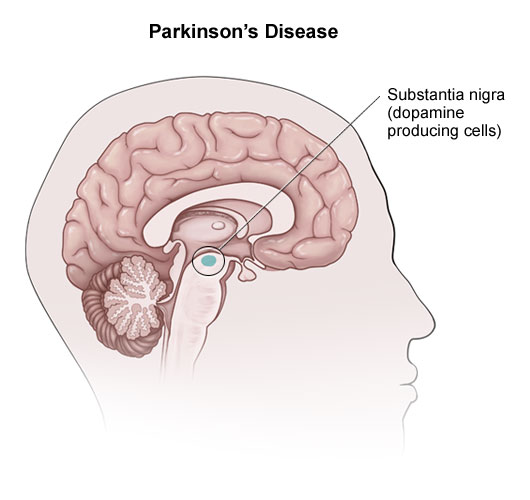 Parkinson’s Disease
Substantia nigra
(dopamine
producing cells)